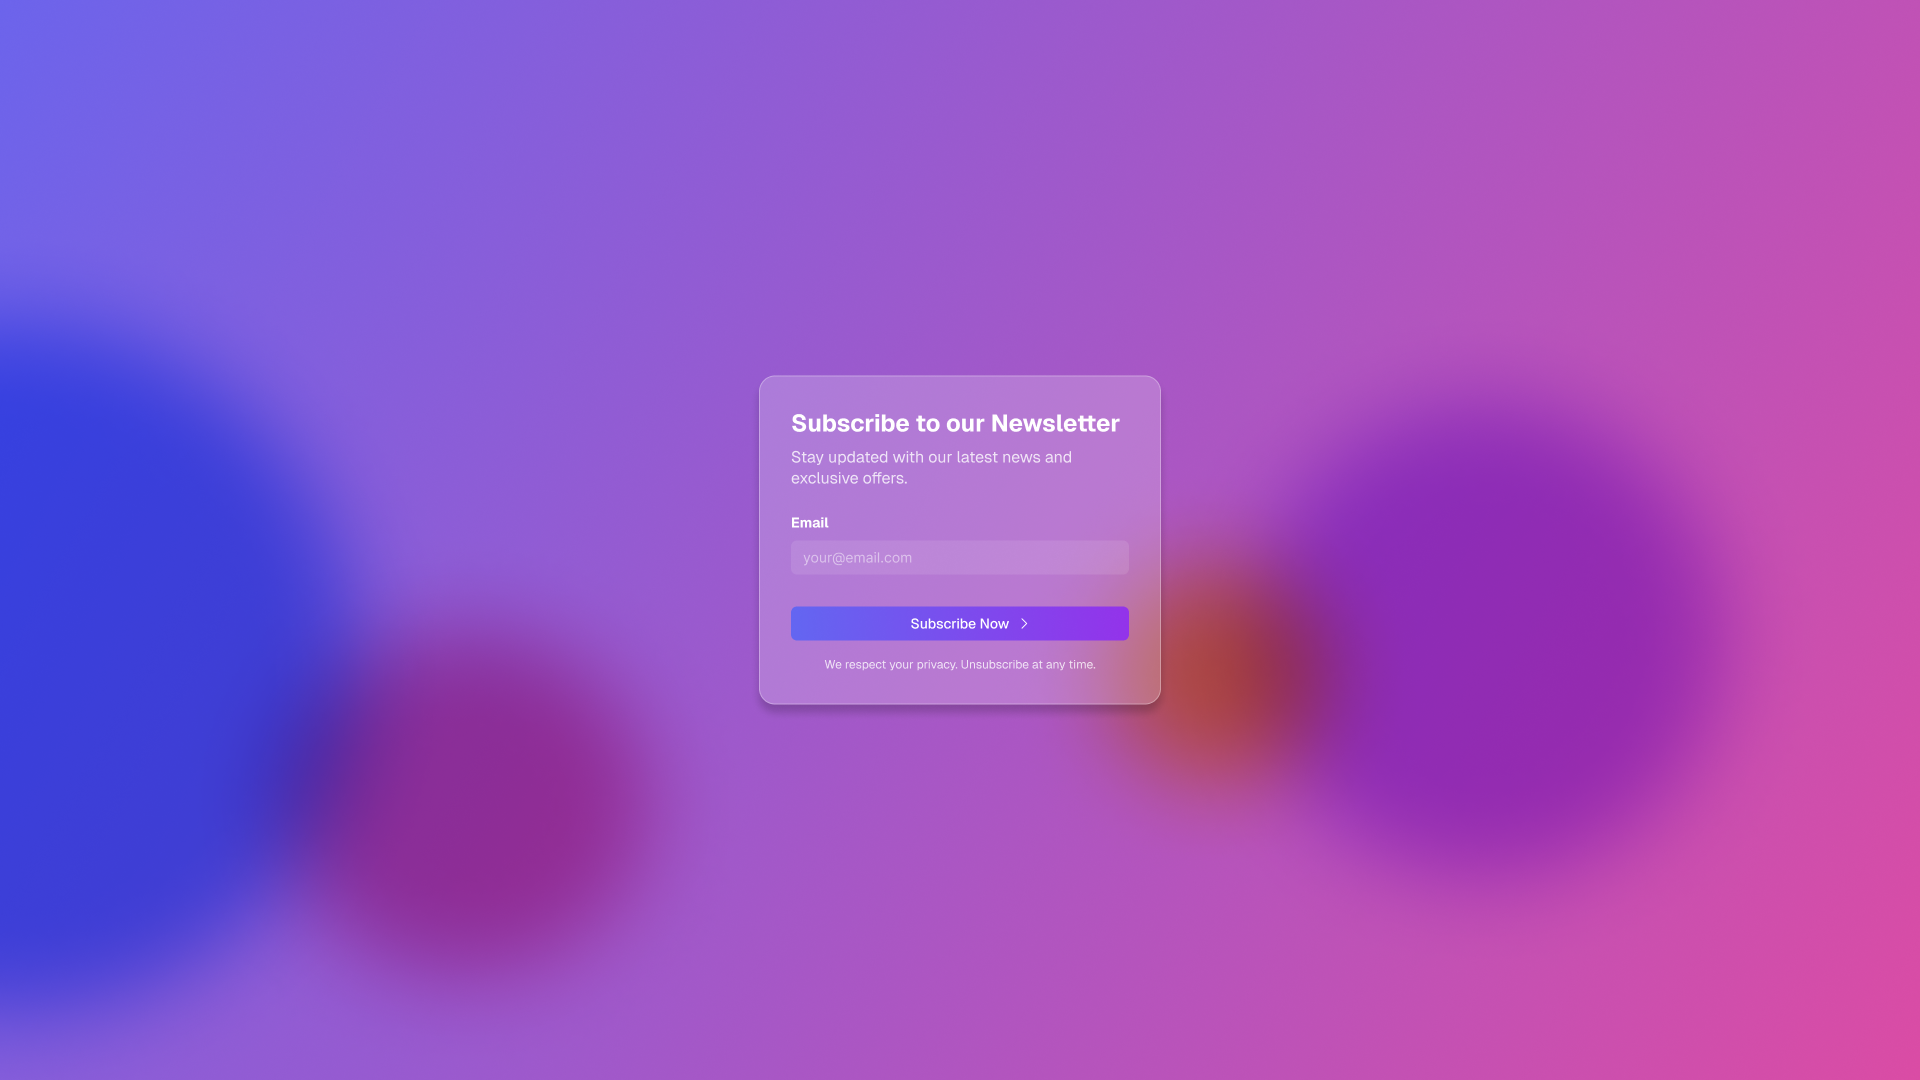 Subscribe to our Newsletter
Stay updated with our latest news and
exclusive offers.
Email
your@email.com
Subscribe Now
We respect your privacy. Unsubscribe at any time.